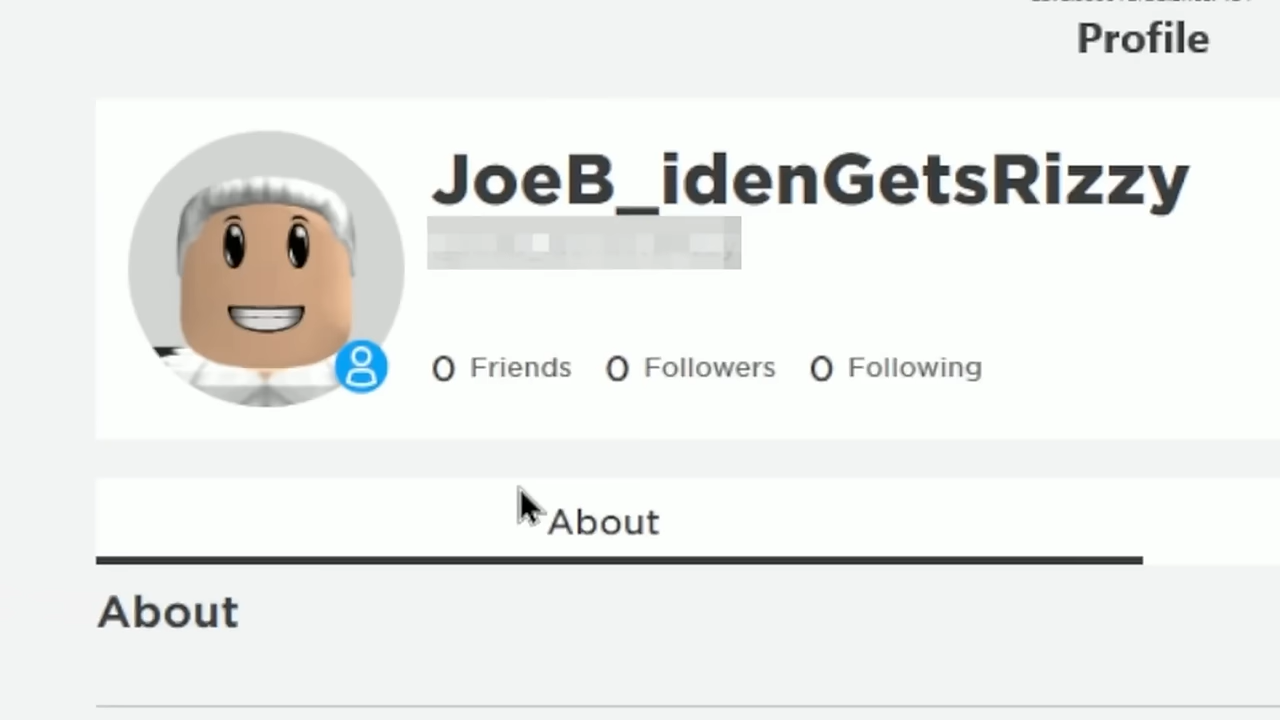 Profile
JoeB_idenGetsRizzy
0 Friends 0 Followers 0 Following
About
About